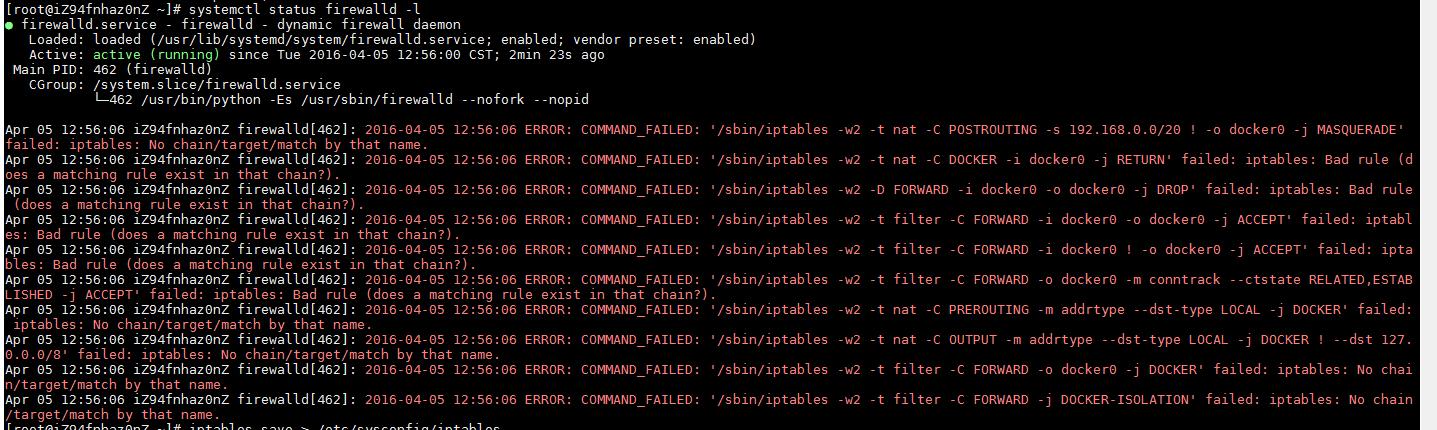 [root@iZ94fnhaz0nZ ~]# systemctl status firewalld -l
● firewalld.service - firewalld - dynamic firewall daemon
   Loaded: loaded (/usr/lib/systemd/system/firewalld.service; enabled; vendor preset: enabled)
   Active: active (running) since Tue 2016-04-05 12:56:00 CST; 2min 23s ago
 Main PID: 462 (firewalld)
   CGroup: /system.slice/firewalld.service
           └─462 /usr/bin/python -Es /usr/sbin/firewalld --nofork --nopid

Apr 05 12:56:06 iZ94fnhaz0nZ firewalld[462]: 2016-04-05 12:56:06 ERROR: COMMAND_FAILED: '/sbin/iptables -w2 -t nat -C POSTROUTING -s 192.168.0.0/20 ! -o docker0 -j MASQUERADE'
failed: iptables: No chain/target/match by that name.
Apr 05 12:56:06 iZ94fnhaz0nZ firewalld[462]: 2016-04-05 12:56:06 ERROR: COMMAND_FAILED: '/sbin/iptables -w2 -t nat -C DOCKER -i docker0 -j RETURN' failed: iptables: Bad rule (d
oes a matching rule exist in that chain?).
Apr 05 12:56:06 iZ94fnhaz0nZ firewalld[462]: 2016-04-05 12:56:06 ERROR: COMMAND_FAILED: '/sbin/iptables -w2 -D FORWARD -i docker0 -o docker0 -j DROP' failed: iptables: Bad rule
 (does a matching rule exist in that chain?).
Apr 05 12:56:06 iZ94fnhaz0nZ firewalld[462]: 2016-04-05 12:56:06 ERROR: COMMAND_FAILED: '/sbin/iptables -w2 -t filter -C FORWARD -i docker0 -o docker0 -j ACCEPT' failed: iptabl
es: Bad rule (does a matching rule exist in that chain?).
Apr 05 12:56:06 iZ94fnhaz0nZ firewalld[462]: 2016-04-05 12:56:06 ERROR: COMMAND_FAILED: '/sbin/iptables -w2 -t filter -C FORWARD -i docker0 ! -o docker0 -j ACCEPT' failed: ipta
bles: Bad rule (does a matching rule exist in that chain?).
Apr 05 12:56:06 iZ94fnhaz0nZ firewalld[462]: 2016-04-05 12:56:06 ERROR: COMMAND_FAILED: '/sbin/iptables -w2 -t filter -C FORWARD -o docker0 -m conntrack --ctstate RELATED,ESTAB
LISHED -j ACCEPT' failed: iptables: Bad rule (does a matching rule exist in that chain?).
Apr 05 12:56:06 iZ94fnhaz0nZ firewalld[462]: 2016-04-05 12:56:06 ERROR: COMMAND_FAILED: '/sbin/iptables -w2 -t nat -C PREROUTING -m addrtype --dst-type LOCAL -j DOCKER' failed:
 iptables: No chain/target/match by that name.
Apr 05 12:56:06 iZ94fnhaz0nZ firewalld[462]: 2016-04-05 12:56:06 ERROR: COMMAND_FAILED: '/sbin/iptables -w2 -t nat -C OUTPUT -m addrtype --dst-type LOCAL -j DOCKER ! --dst 127.
0.0.0/8' failed: iptables: No chain/target/match by that name.
Apr 05 12:56:06 iZ94fnhaz0nZ firewalld[462]: 2016-04-05 12:56:06 ERROR: COMMAND_FAILED: '/sbin/iptables -w2 -t filter -C FORWARD -o docker0 -j DOCKER' failed: iptables: No chai
n/target/match by that name.
Apr 05 12:56:06 iZ94fnhaz0nZ firewalld[462]: 2016-04-05 12:56:06 ERROR: COMMAND_FAILED: '/sbin/iptables -w2 -t filter -C FORWARD -j DOCKER-ISOLATION' failed: iptables: No chain
/target/match by that name.
[root@iZ94fnhaz0nZ ~]# iptables-save > /etc/sysconfig/iptables